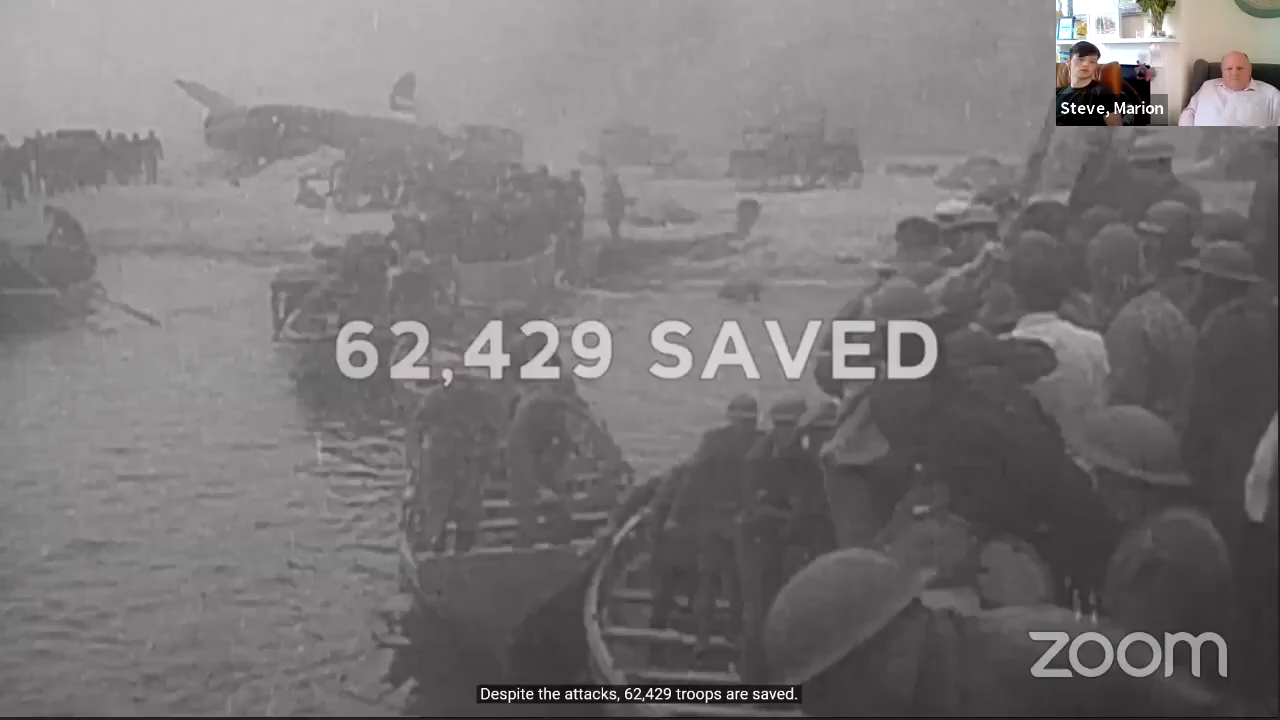 Steve, Marion
62,429 SAVED
zoom
Despite the attacks, 62,429 troops are saved.